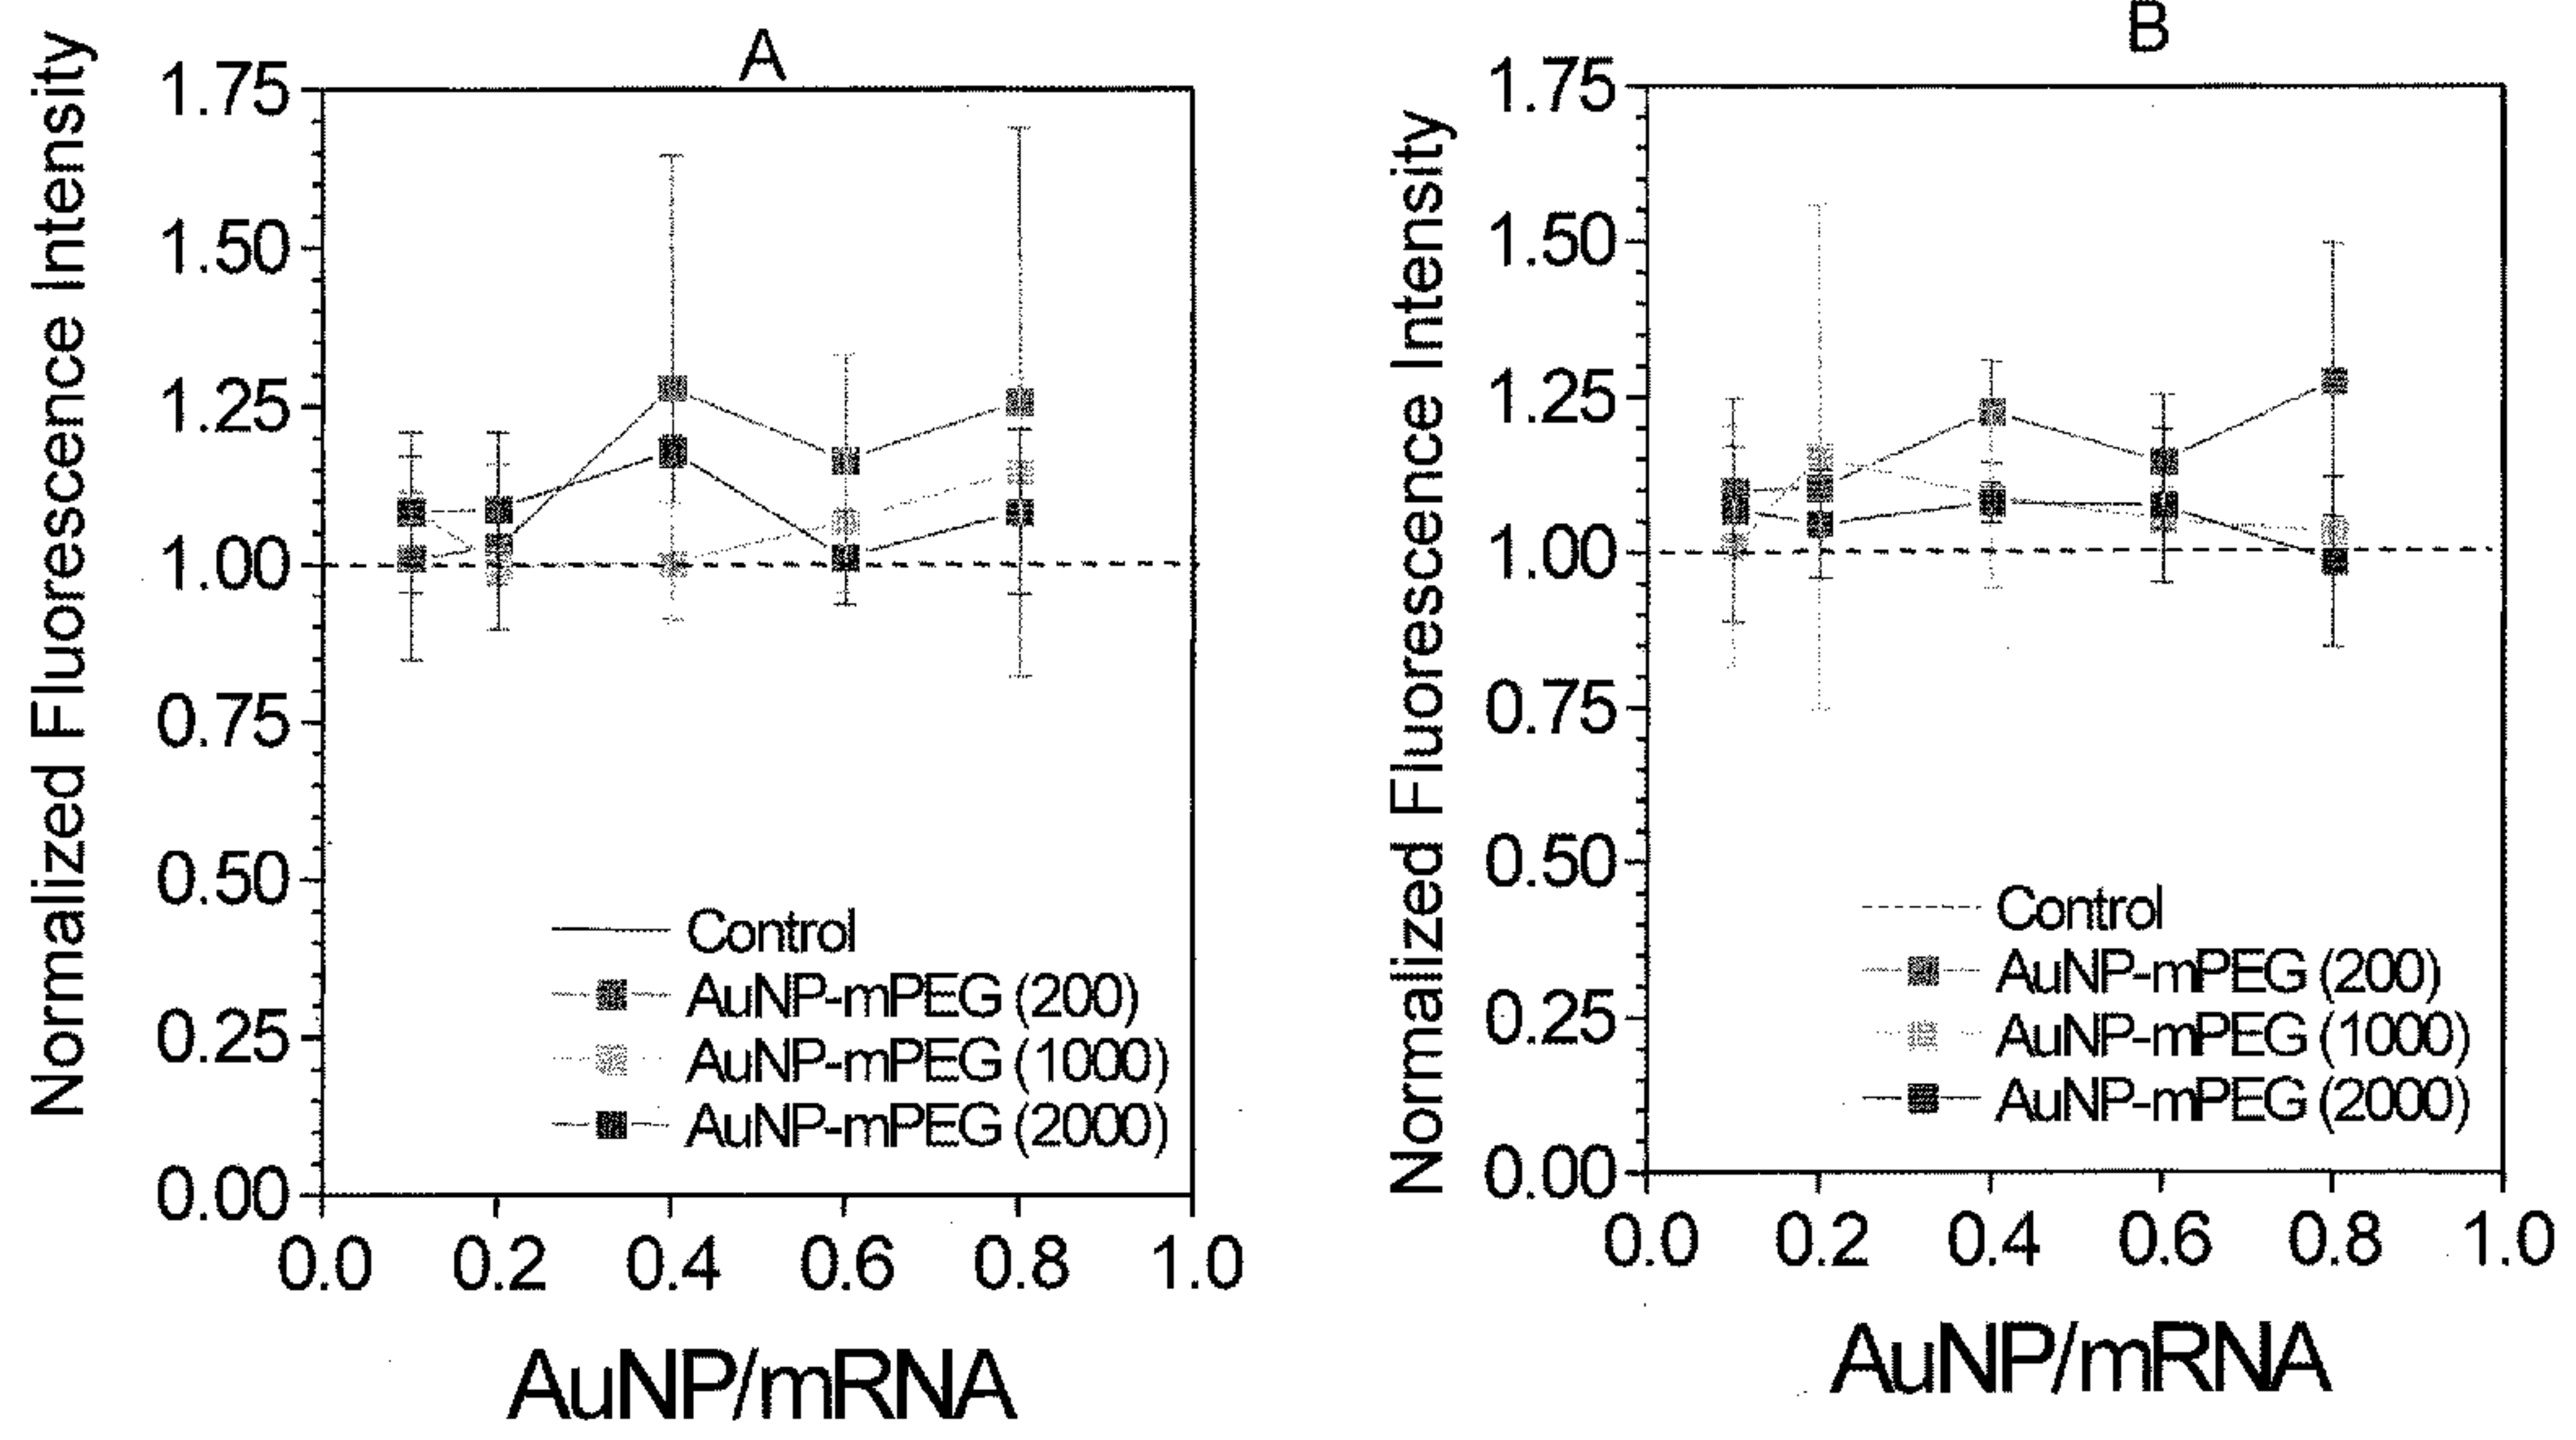 A
Normalized Fluorescence Intensity
1.75
1.50
1.25
1.00
0.75
0.50
0.25
0.00
Control
AuNP-mPEG (200)
AuNP-mPEG (1000)
AuNP-mPEG (2000)
0.0 0.2 0.4 0.6 0.8 1.0
AuNP/mRNA
B
Normalized Fluorescence Intensity
1.75
1.50
1.25
1.00
0.75
0.50
0.25
0.00
Control
AuNP-mPEG (200)
AuNP-mPEG (1000)
AuNP-mPEG (2000)
0.0 0.2 0.4 0.6 0.8 1.0
AuNP/mRNA